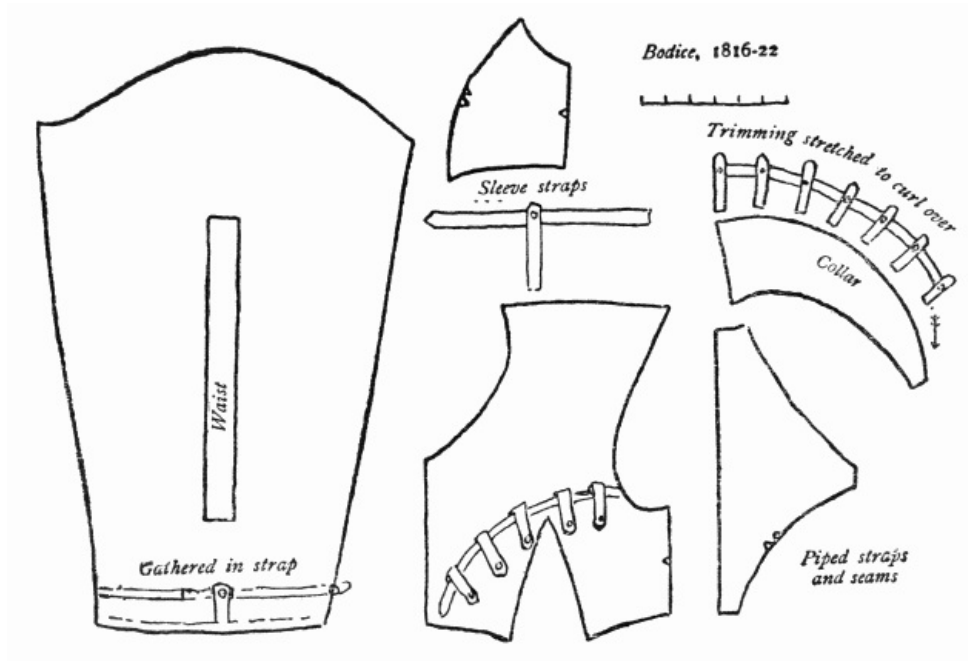 Bodice, 1816-22
Trimming stretched to curl over
Sleeve straps
Collar
Waist
Gathered in strap
Piped straps
and seams